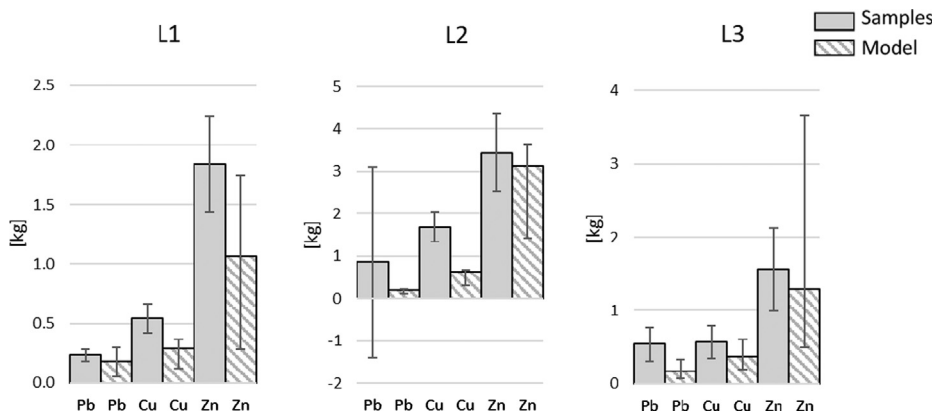 L1
L2
L3
Samples
Model
[kg]
2.5
2.0
1.5
1.0
0.5
0.0
Pb Pb Cu Cu Zn Zn
[kg]
5
4
3
2
1
0
-1
-2
Pb Pb Cu Cu Zn Zn
[kg]
4
3
2
1
0
Pb Pb Cu Cu Zn Zn